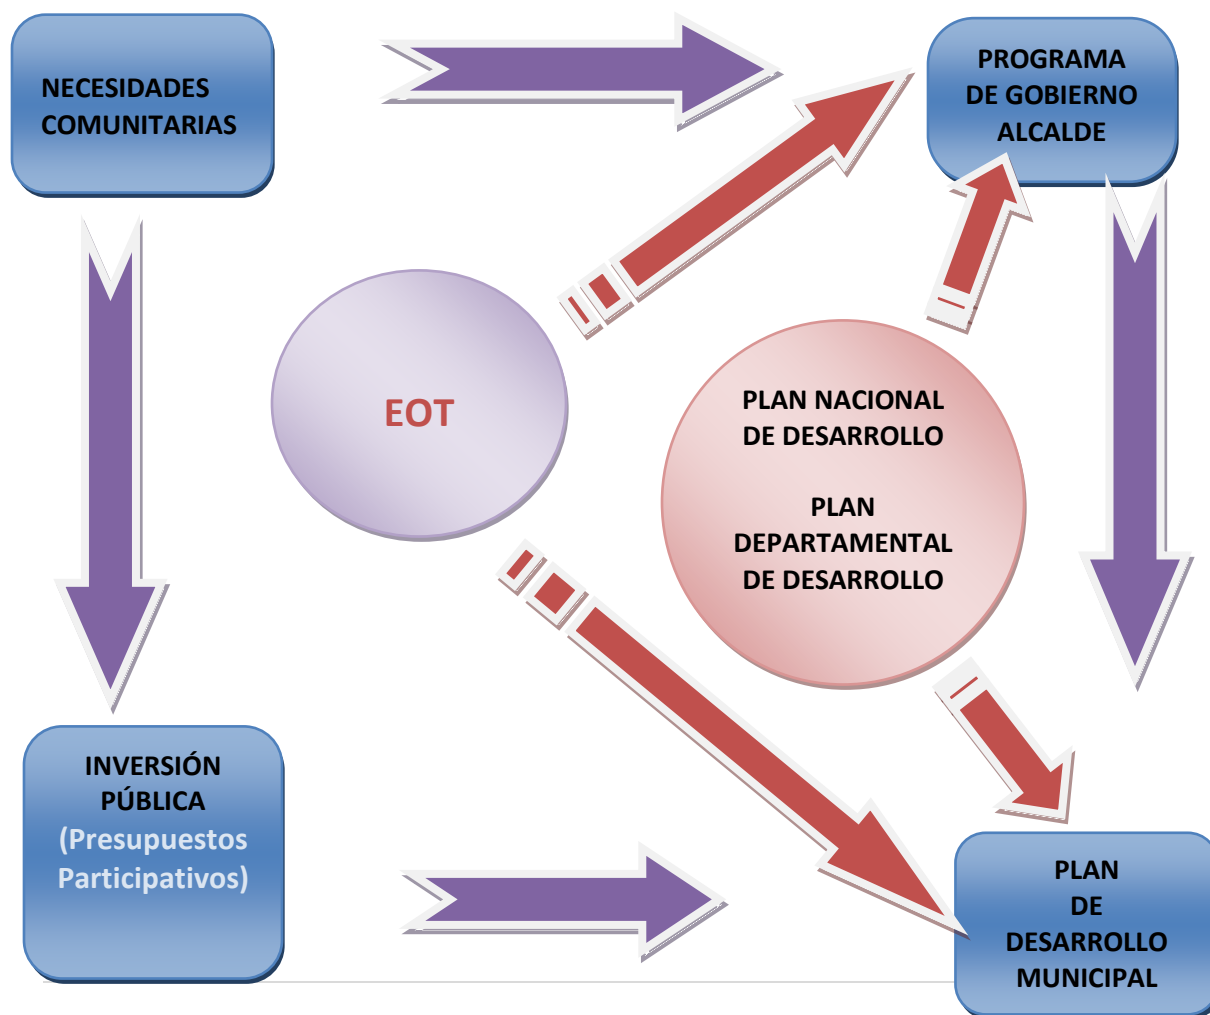 NECESIDADES
COMUNITARIAS
PROGRAMA
DE GOBIERNO
ALCALDE
EOT
PLAN NACIONAL
DE DESARROLLO
PLAN
DEPARTAMENTAL
DE DESARROLLO
INVERSIÓN
PÚBLICA
(Presupuestos
Participativos)
PLAN
DE
DESARROLLO
MUNICIPAL